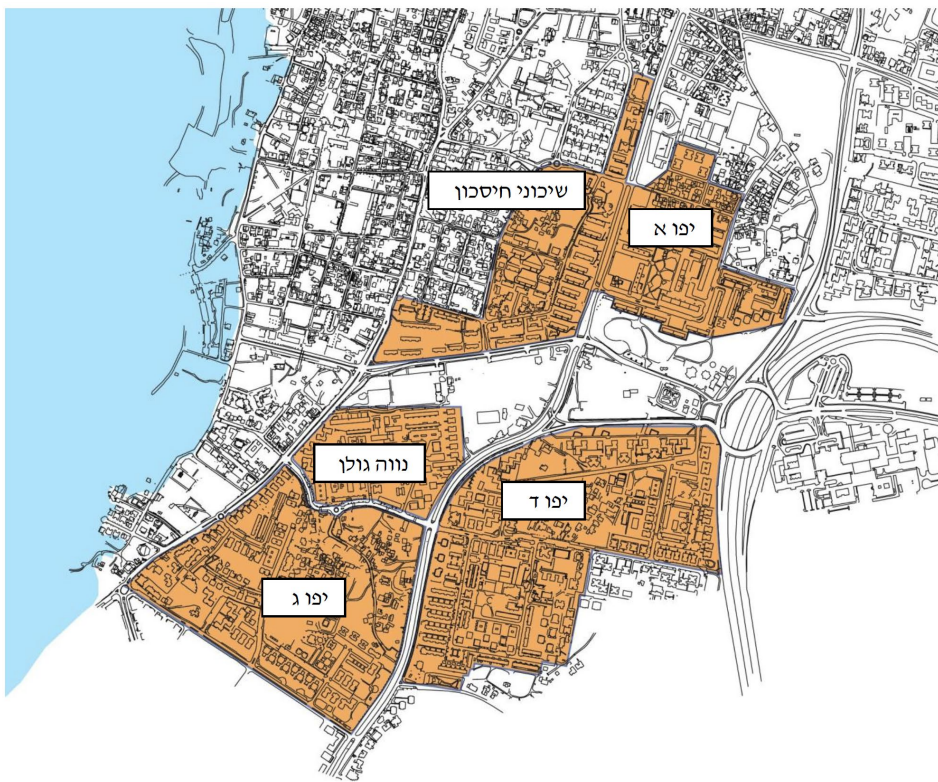 שיכוני חיסכון
יפו א
נווה גולן
יפו ד
יפו ג